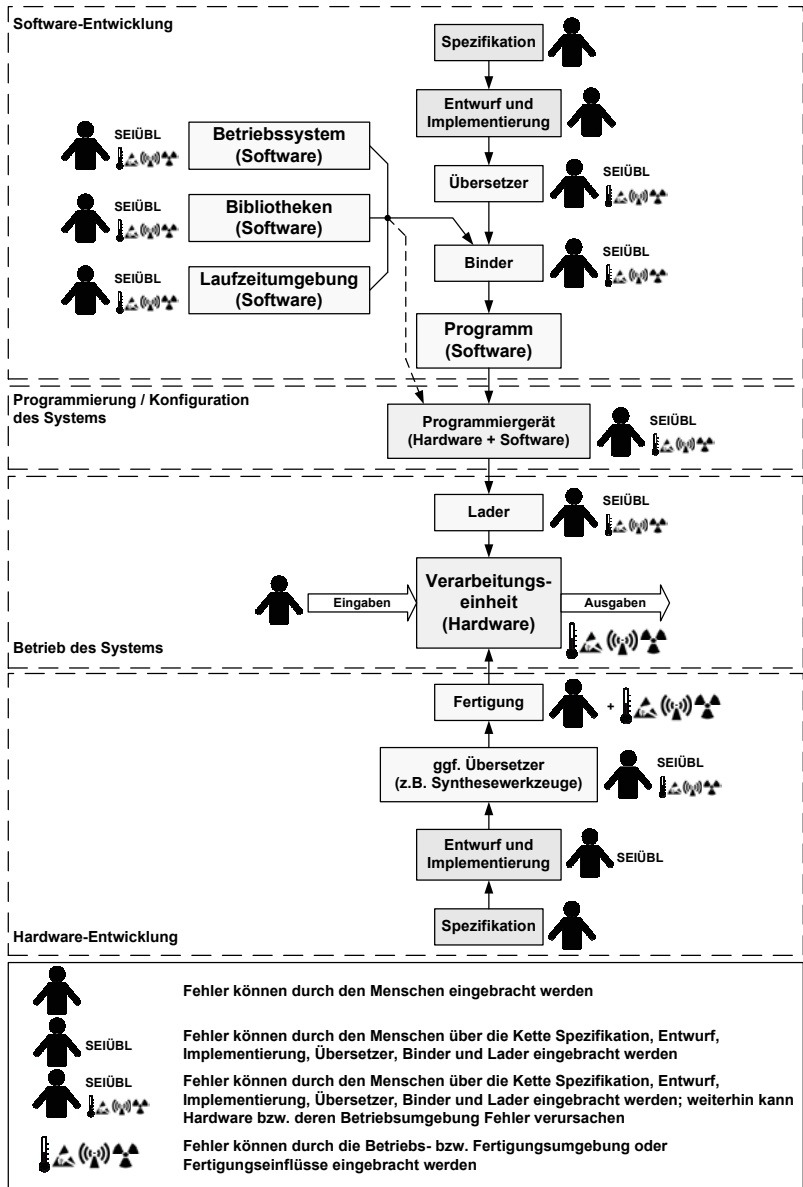 Software-Entwicklung
Spezifikation
Entwurf und
Implementierung
SEIÜBL
Betriebssystem
(Software)
Übersetzer
SEIÜBL
SEIÜBL
Bibliotheken
(Software)
Binder
SEIÜBL
SEIÜBL
Laufzeitumgebung
(Software)
Programm
(Software)
Programmierung / Konfiguration
des Systems
Programmiergerät
(Hardware + Software)
SEIÜBL
Lader
SEIÜBL
Eingaben
Verarbeitungs-
einheit
(Hardware)
Ausgaben
Betrieb des Systems
Fertigung
+
ggf. Übersetzer
(z.B. Synthesewerkzeuge)
SEIÜBL
Entwurf und
Implementierung
SEIÜBL
Spezifikation
Hardware-Entwicklung
Fehler können durch den Menschen eingebracht werden
SEIÜBL
Fehler können durch den Menschen über die Kette Spezifikation, Entwurf,
Implementierung, Übersetzer, Binder und Lader eingebracht werden
SEIÜBL
Fehler können durch den Menschen über die Kette Spezifikation, Entwurf,
Implementierung, Übersetzer, Binder und Lader eingebracht werden; weiterhin kann
Hardware bzw. deren Betriebsumgebung Fehler verursachen
Fehler können durch die Betriebs- bzw. Fertigungsumgebung oder
Fertigungseinflüsse eingebracht werden